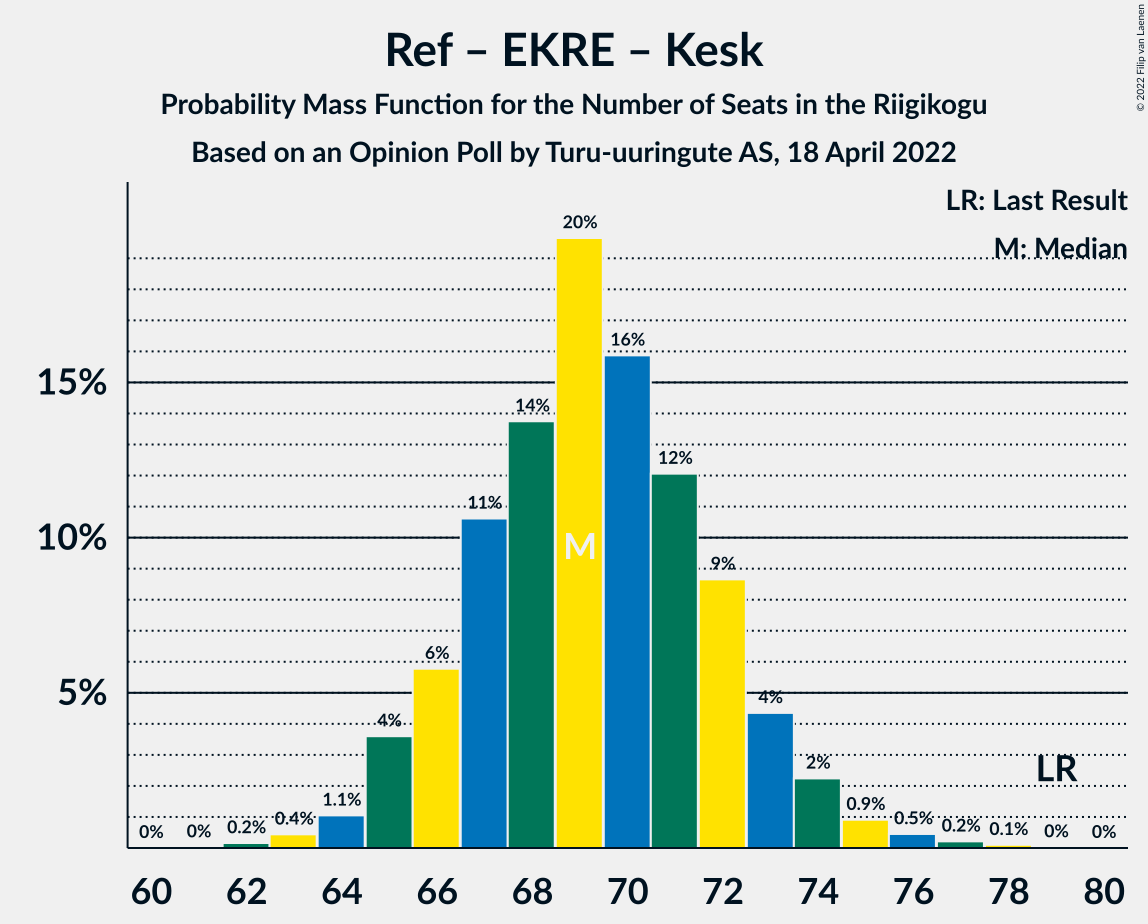 Ref – EKRE – Kesk
Probability Mass Function for the Number of Seats in the Riigikogu
Based on an Opinion Poll by Turu-uuringute AS, 18 April 2022
© 2022 Filip van Laenen
LR: Last Result
M: Median
15%
10%
5%
0%
0%
0.2%
0.4%
1.1%
4%
6%
11%
14%
20%
16%
12%
9%
4%
2%
0.9%
0.5%
0.2%
0.1%
0%
0%
M
LR
60 62 64 66 68 70 72 74 76 78 80